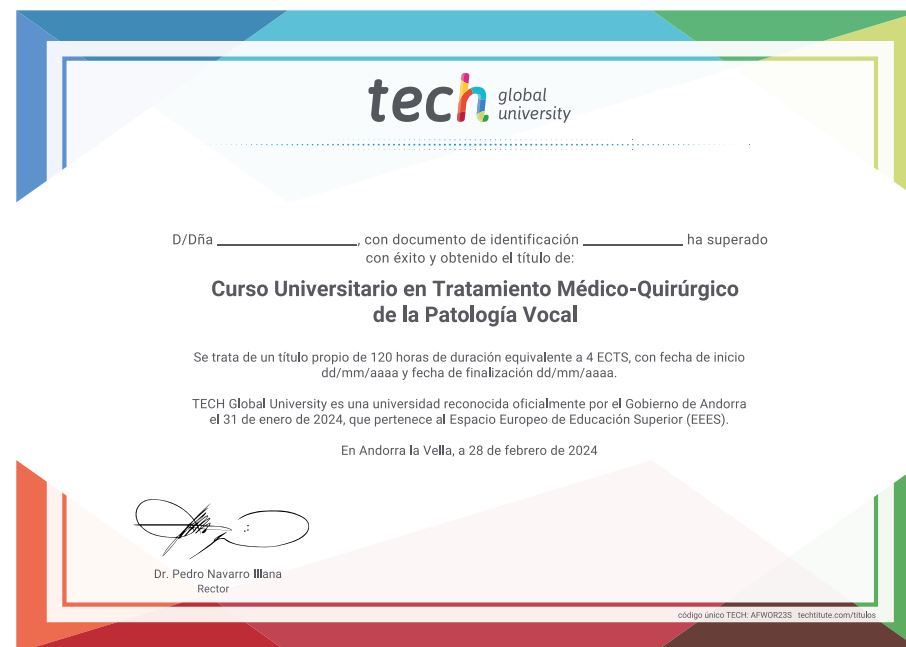 tech global
university
D/Dña ____________________, con documento de identificación ______________ ha superado
con éxito y obtenido el título de:
Curso Universitario en Tratamiento Médico-Quirúrgico
de la Patología Vocal
Se trata de un título propio de 120 horas de duración equivalente a 4 ECTS, con fecha de inicio
dd/mm/aaaa y fecha de finalización dd/mm/aaaa.
TECH Global University es una universidad reconocida oficialmente por el Gobierno de Andorra
el 31 de enero de 2024, que pertenece al Espacio Europeo de Educación Superior (EEES).
En Andorra la Vella, a 28 de febrero de 2024
Dr. Pedro Navarro Illana
Rector
código único TECH: AFWOR23S techtitute.com/titulos